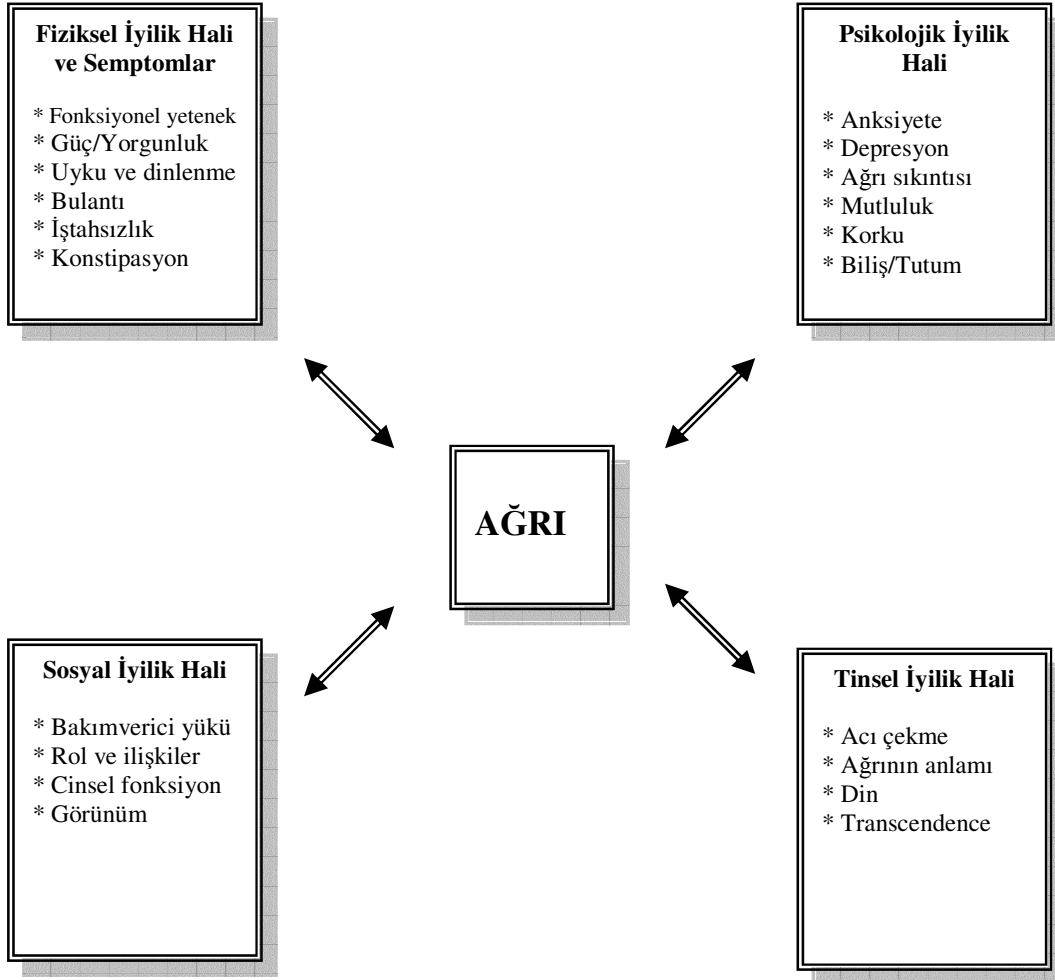 Fiziksel İyilik Hali
ve Semptomlar
* Fonksiyonel yetenek
* Güç/Yorgunluk
* Uyku ve dinlenme
* Bulantı
* İştahsızlık
* Konstipasyon
Psikolojik İyilik
Hali
* Anksiyete
* Depresyon
* Ağrı sıkıntısı
* Mutluluk
* Korku
* Biliş/Tutum
AĞRI
Sosyal İyilik Hali
* Bakımverici yükü
* Rol ve ilişkiler
* Cinsel fonksiyon
* Görünüm
Tinsel İyilik Hali
* Acı çekme
* Ağrının anlamı
* Din
* Transcendence